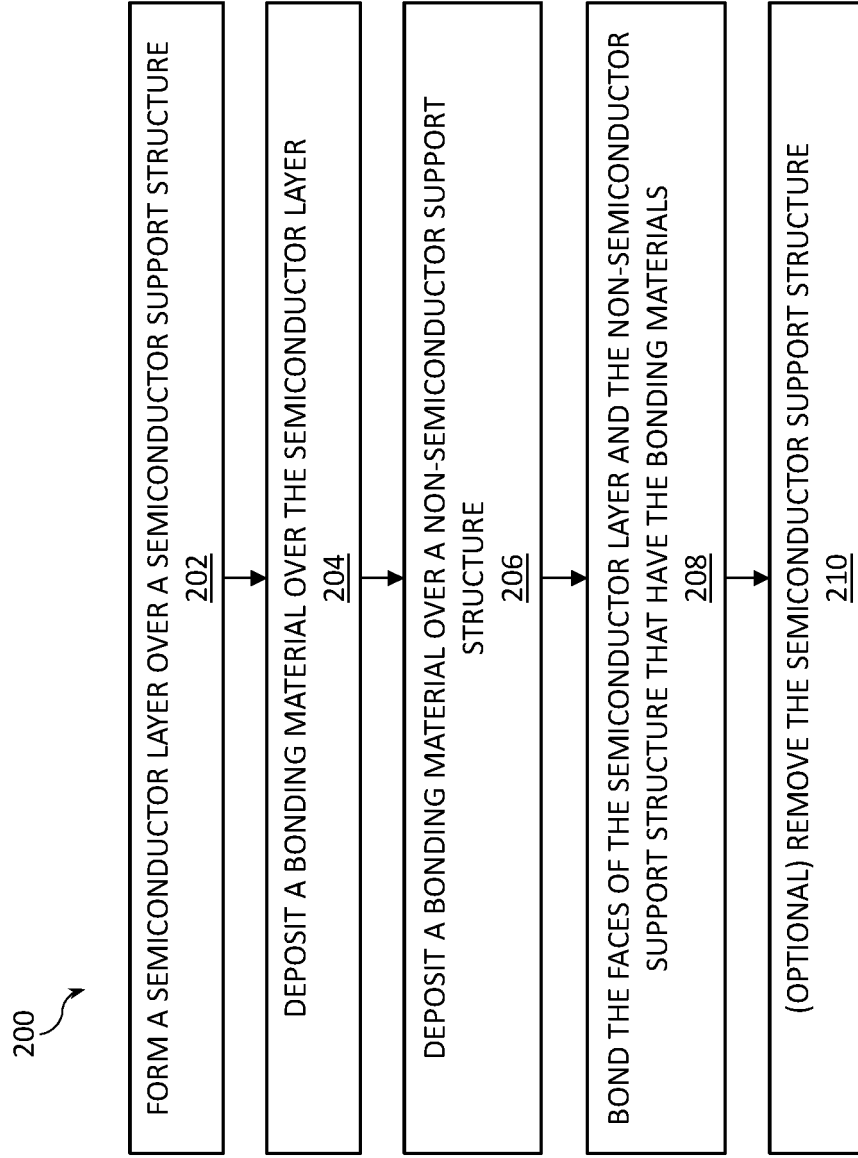 200
FORM A SEMICONDUCTOR LAYER OVER A SEMICONDUCTOR SUPPORT STRUCTURE
202
DEPOSIT A BONDING MATERIAL OVER THE SEMICONDUCTOR LAYER
204
DEPOSIT A BONDING MATERIAL OVER A NON-SEMICONDUCTOR SUPPORT
STRUCTURE
206
BOND THE FACES OF THE SEMICONDUCTOR LAYER AND THE NON-SEMICONDUCTOR
SUPPORT STRUCTURE THAT HAVE THE BONDING MATERIALS
208
(OPTIONAL) REMOVE THE SEMICONDUCTOR SUPPORT STRUCTURE
210